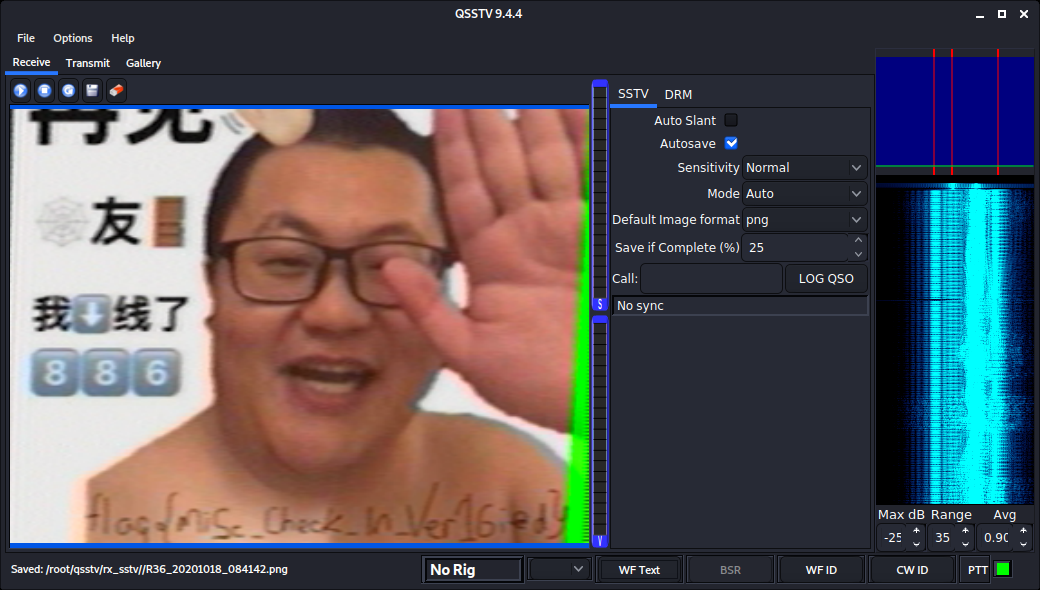 QSSTV 9.4.4
File Options Help
Receive Transmit Gallery
SSTV DRM
Auto Slant
Autosave
Sensitivity Normal
Mode Auto
Default Image format png
Save if Complete (%) 25
Call: LOG QSO
No sync
S
V
再见
友
我⬇️线了
886
flag{misc_Check_In_Ver16ied}
Max dB Range Avg
-25 35 0.90
Saved: /root/qsstv/rx_sstv//R36_20201018_084142.png
No Rig
WF Text BSR WF ID CW ID PTT